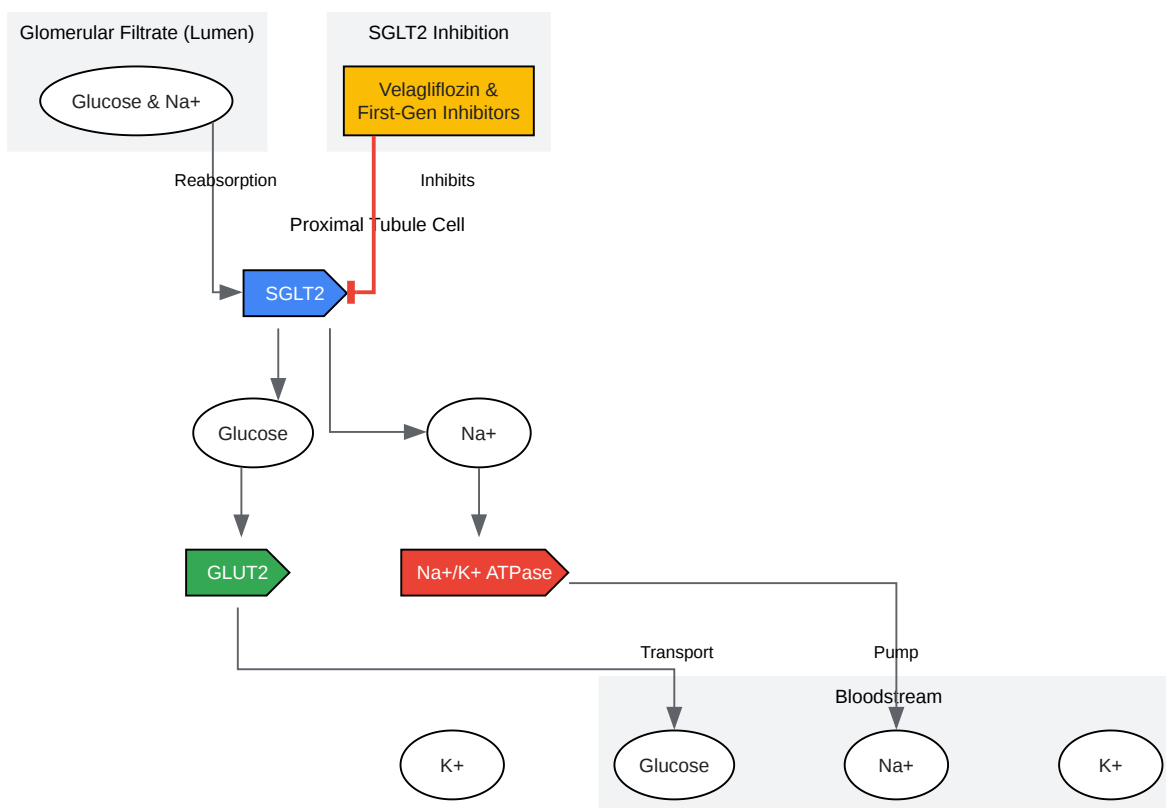 Glomerular Filtrate (Lumen)
SGLT2 Inhibition
Glucose & Na+
Velagliflozin &
First-Gen Inhibitors
Reabsorption
Inhibits
Proximal Tubule Cell
SGLT2
Glucose
Na+
GLUT2
Na+/K+ ATPase
Transport
Pump
Bloodstream
K+
Glucose
Na+
K+